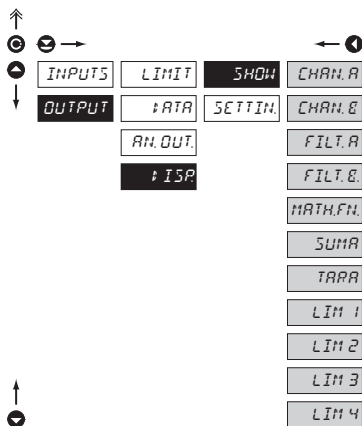 INPUTS LIMIT SHOW CHAN. A
OUTPUT DATA SETTIN. CHAN. B
AN. OUT. FILT. A
DISP. FILT. B.
MATH.FN.
SUMA
TARA
LIM 1
LIM 2
LIM 3
LIM 4